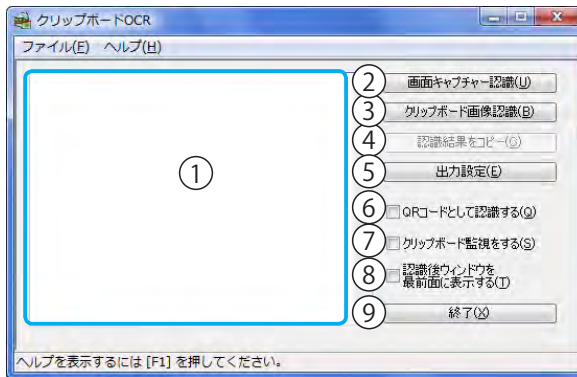 クリップボードOCR
ファイル(F) ヘルプ(H)
① 
② 画面キャプチャー認識(U)
③ クリップボード画像認識(B)
④ 認識結果をコピー(C)
⑤ 出力設定(E)
⑥ QRコードとして認識する(Q)
⑦ クリップボード監視をする(S)
⑧ 認識後ウィンドウを
最前面に表示する(T)
⑨ 終了(X)
ヘルプを表示するには [F1] を押してください。